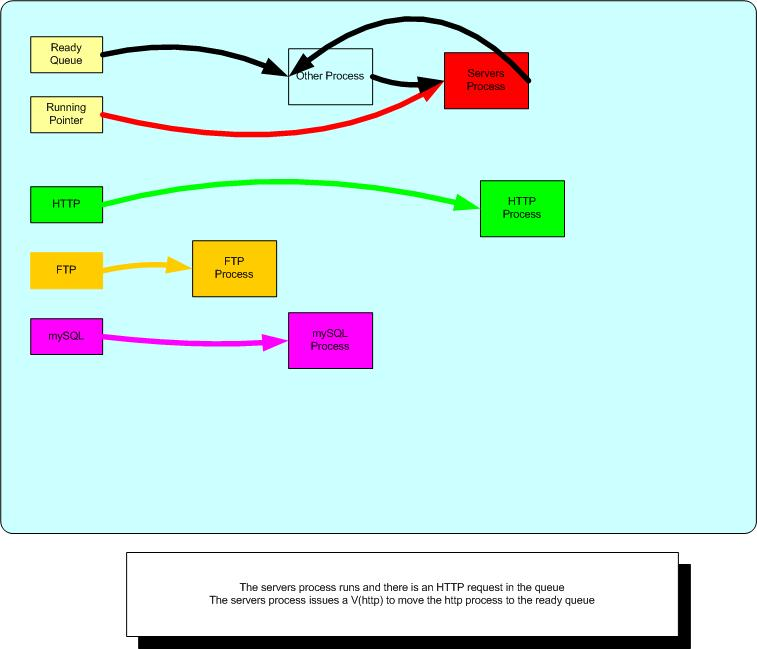 Ready
Queue
Other Process
Servers
Process
Running
Pointer
HTTP
HTTP
Process
FTP
FTP
Process
mySQL
mySQL
Process
The servers process runs and there is an HTTP request in the queue
The servers process issues a V(http) to move the http process to the ready queue